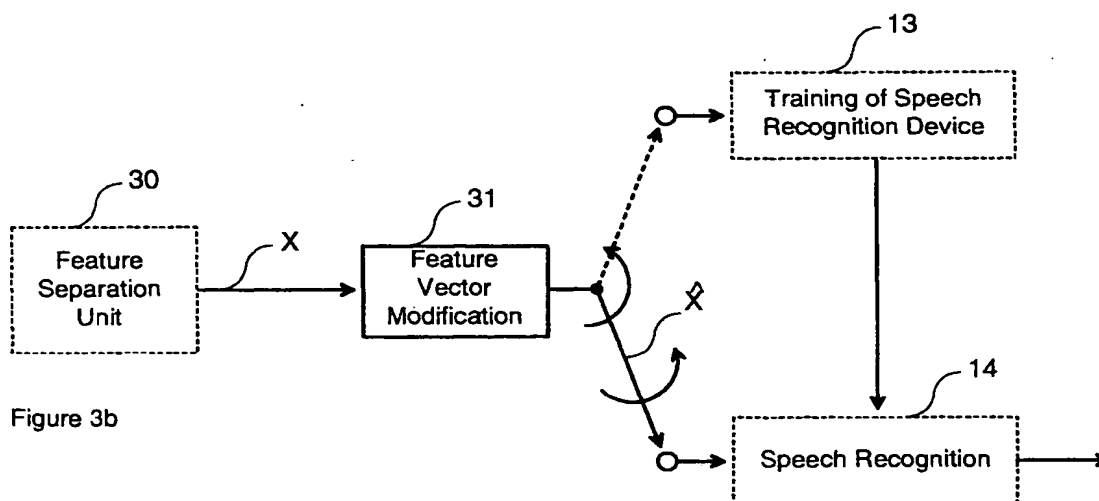 13
Training of Speech
Recognition Device
30
31
X
Feature
Separation
Unit
Feature
Vector
Modification
X̂
14
Figure 3b
Speech Recognition